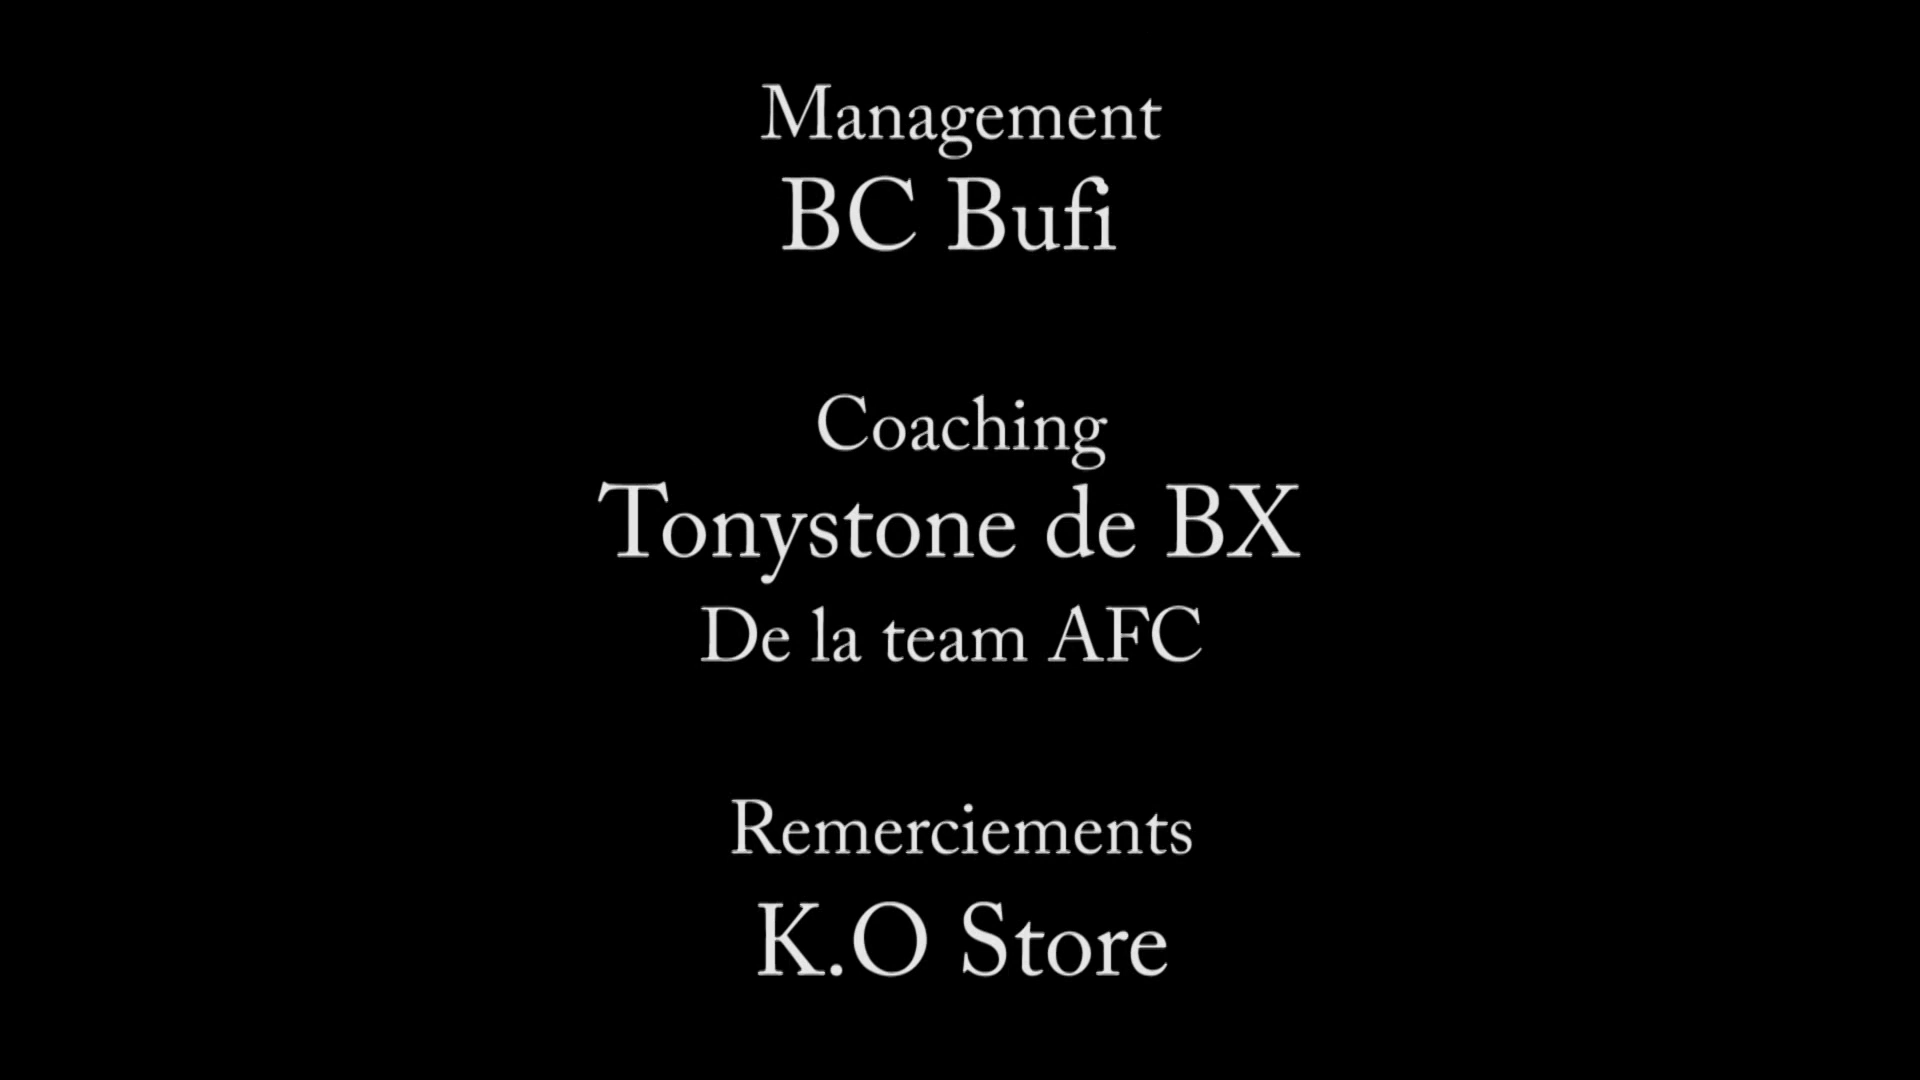 Management
BC Bufi
Coaching
Tonystone de BX
De la team AFC
Remerciements
K.O Store